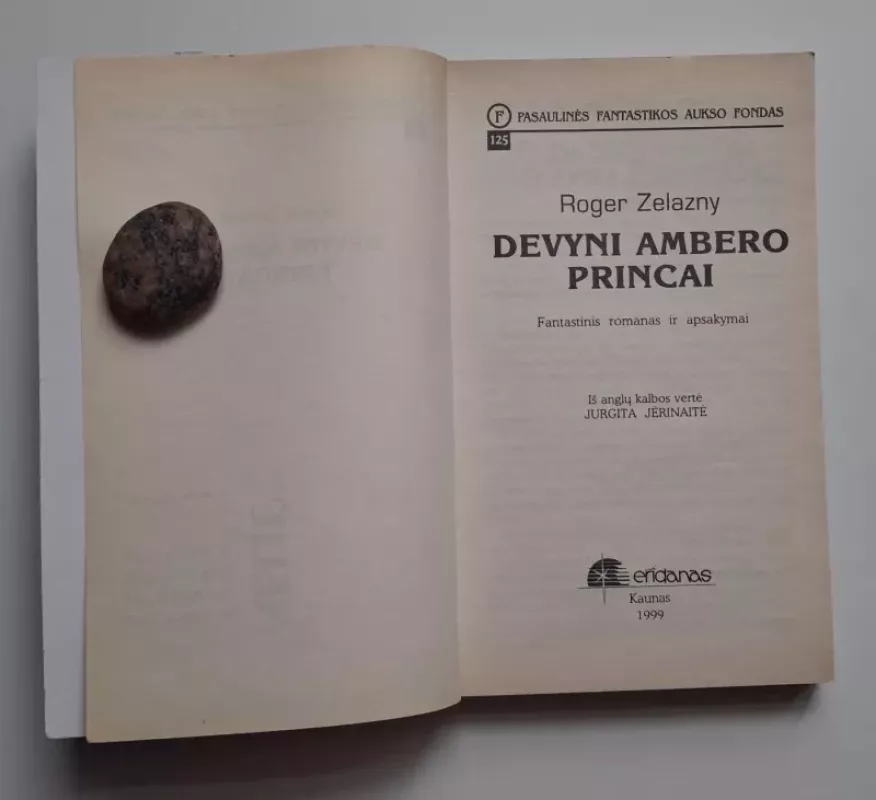 F PASAULINĖS FANTASTIKOS AUKSO FONDAS
125
Roger Zelazny
DEVYNI AMBERO
PRINCAI
Fantastinis romanas ir apsakymai
Iš anglų kalbos vertė
JURGITA JĖRINAITĖ
eridanas
Kaunas
1999